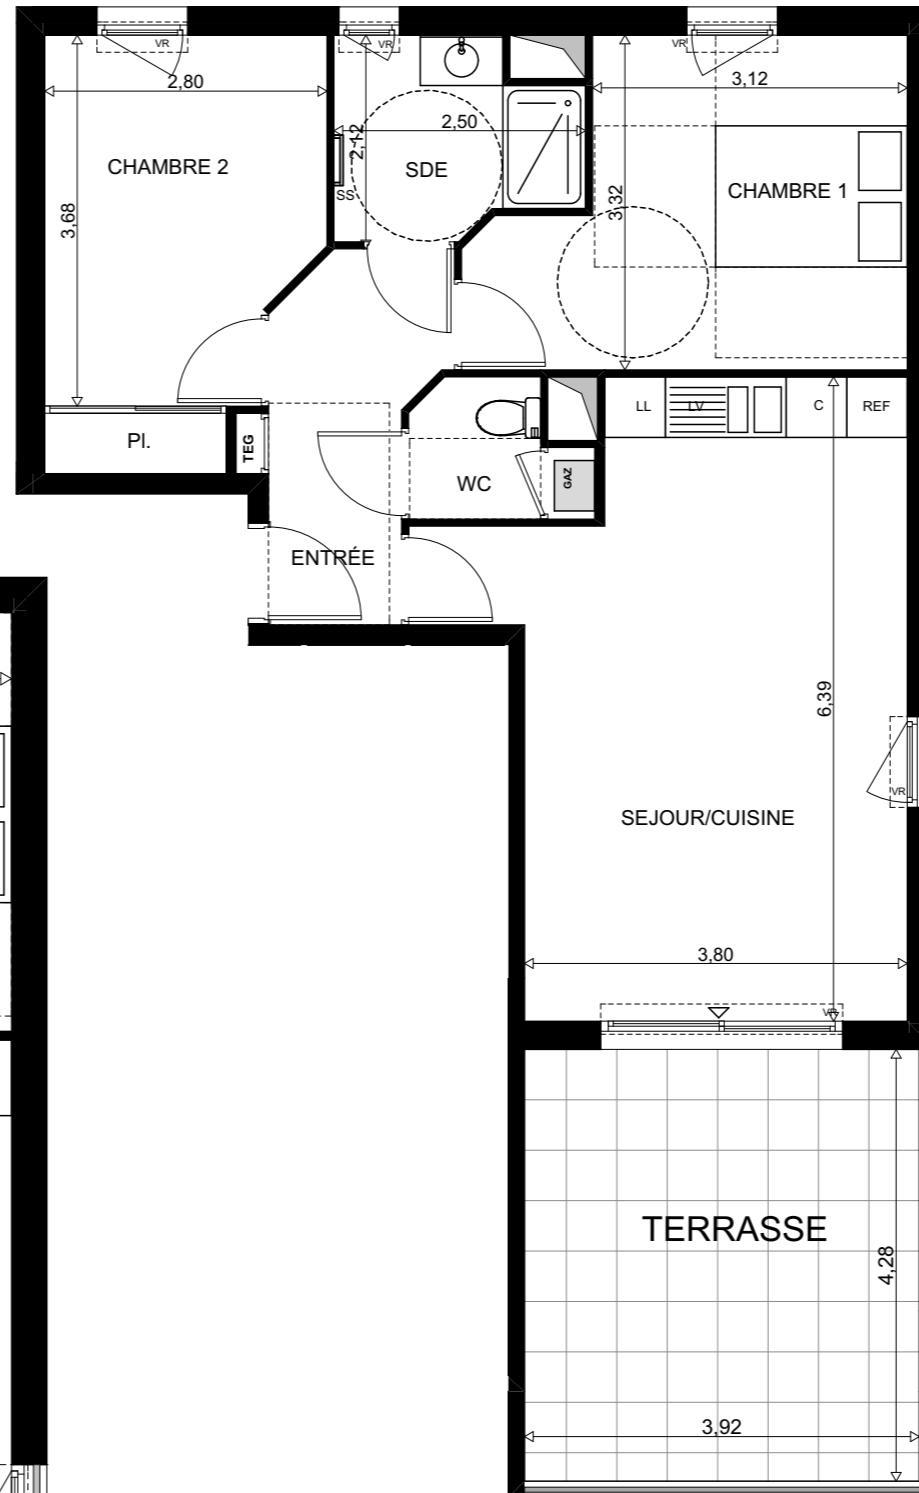 VR
VR
VR
2,80
2,50
3,12
2,12
CHAMBRE 2
SDE
CHAMBRE 1
SS
3,68
3,32
LL
LV
C
REF
Pl.
TEG
WC
GAZ
ENTRÉE
6,39
VR
SEJOUR/CUISINE
3,80
VR
TERRASSE
4,28
3,92